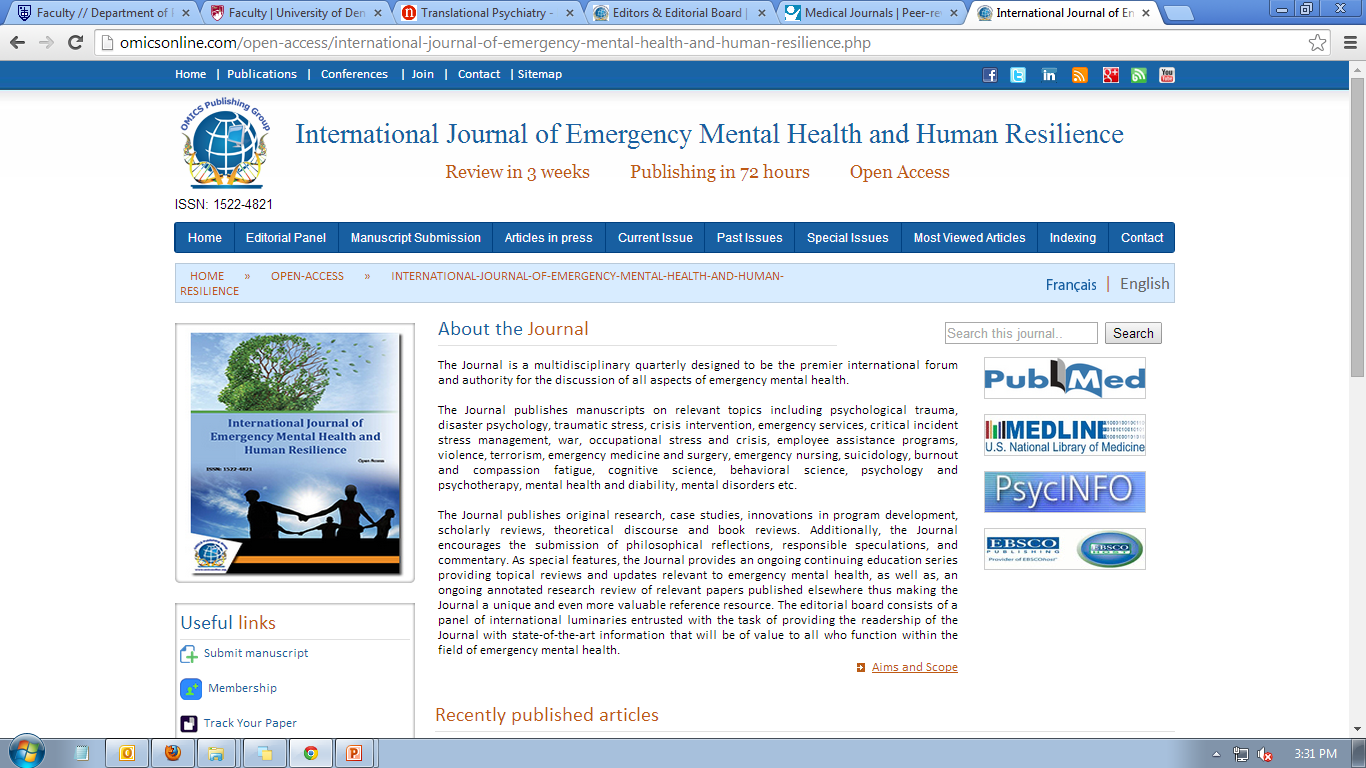 Faculty // Department of P
Faculty | University of Den
Translational Psychiatry -
Editors & Editorial Board |
Medical Journals | Peer-re
International Journal of En
omicsonline.com/open-access/international-journal-of-emergency-mental-health-and-human-resilience.php
Home | Publications | Conferences | Join | Contact | Sitemap
OMICS Publishing Group
International Journal of Emergency Mental Health and Human Resilience
Review in 3 weeks Publishing in 72 hours Open Access
ISSN: 1522-4821
Home Editorial Panel Manuscript Submission Articles in press Current Issue Past Issues Special Issues Most Viewed Articles Indexing Contact
HOME » OPEN-ACCESS » INTERNATIONAL-JOURNAL-OF-EMERGENCY-MENTAL-HEALTH-AND-HUMAN-
RESILIENCE
Français | English
International Journal of
Emergency Mental Health and
Human Resilience
Open Access
ISSN: 1522-4821
Useful links
Submit manuscript
Membership
Track Your Paper
About the Journal
The Journal is a multidisciplinary quarterly designed to be the premier international forum
and authority for the discussion of all aspects of emergency mental health.
The Journal publishes manuscripts on relevant topics including psychological trauma,
disaster psychology, traumatic stress, crisis intervention, emergency services, critical incident
stress management, war, occupational stress and crisis, employee assistance programs,
violence, terrorism, emergency medicine and surgery, emergency nursing, suicidology, burnout
and compassion fatigue, cognitive science, behavioral science, psychology and
psychotherapy, mental health and diability, mental disorders etc.
The Journal publishes original research, case studies, innovations in program development,
scholarly reviews, theoretical discourse and book reviews. Additionally, the Journal
encourages the submission of philosophical reflections, responsible speculations, and
commentary. As special features, the Journal provides an ongoing continuing education series
providing topical reviews and updates relevant to emergency mental health, as well as, an
ongoing annotated research review of relevant papers published elsewhere thus making the
Journal a unique and even more valuable reference resource. The editorial board consists of a
panel of international luminaries entrusted with the task of providing the readership of the
Journal with state-of-the-art information that will be of value to all who function within the
field of emergency mental health.
Aims and Scope
Recently published articles
Search this journal.. Search
PubMed
MEDLINE
U.S. National Library of Medicine
PsycINFO
EBSCO
PUBLISHING
Provider of EBSCOhost
EBSCO
HOST
3:31 PM